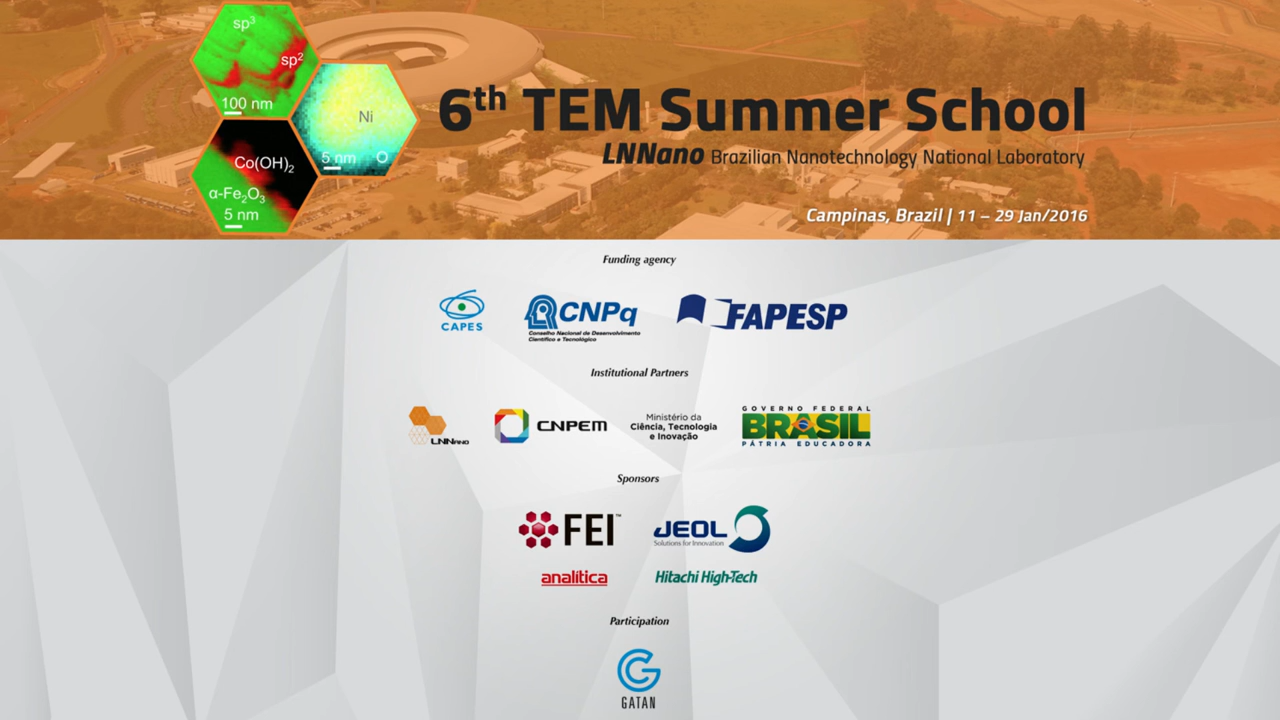 sp³
sp²
100 nm
Ni
5 nm O
Co(OH)₂
α-Fe₂O₃
5 nm
6th TEM Summer School
LNNano Brazilian Nanotechnology National Laboratory
Campinas, Brazil | 11 – 29 Jan/2016
Funding agency
CAPES
CNPq
Conselho Nacional de Desenvolvimento
Científico e Tecnológico
FAPESP
Institutional Partners
LNNano
CNPEM
Ministério da
Ciência, Tecnologia
e Inovação
GOVERNO FEDERAL
BRASIL
PÁTRIA EDUCADORA
Sponsors
FEI™
JEOL
Solutions for Innovation
analítica
Hitachi High-Tech
Participation
GATAN